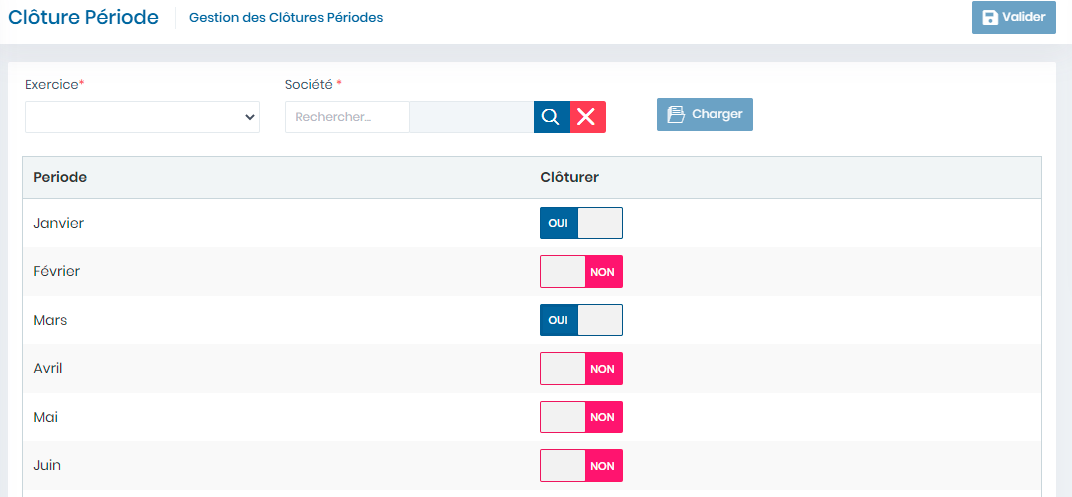 Clôture Période Gestion des Clôtures Périodes Valider
Exercice* Société *
Rechercher... Charger
Periode Clôturer
Janvier OUI
Février NON
Mars OUI
Avril NON
Mai NON
Juin NON